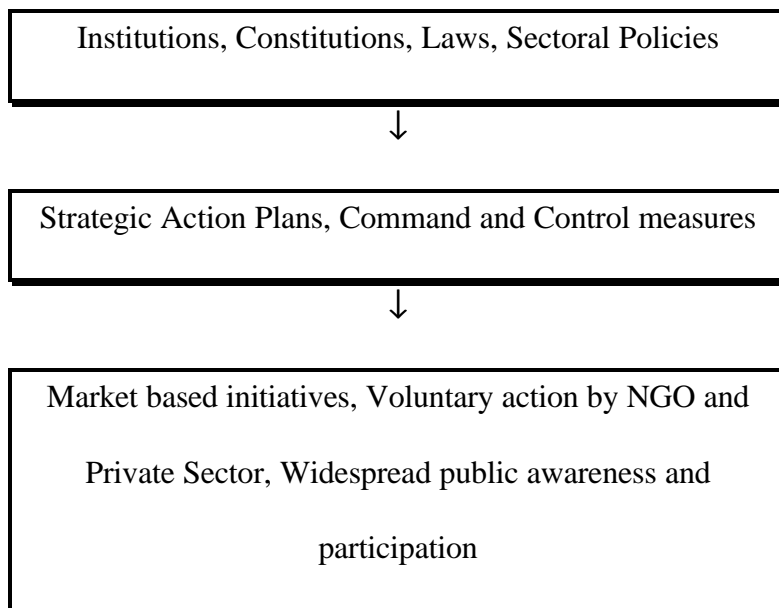 Institutions, Constitutions, Laws, Sectoral Policies
↓
Strategic Action Plans, Command and Control measures
↓
Market based initiatives, Voluntary action by NGO and
Private Sector, Widespread public awareness and
participation